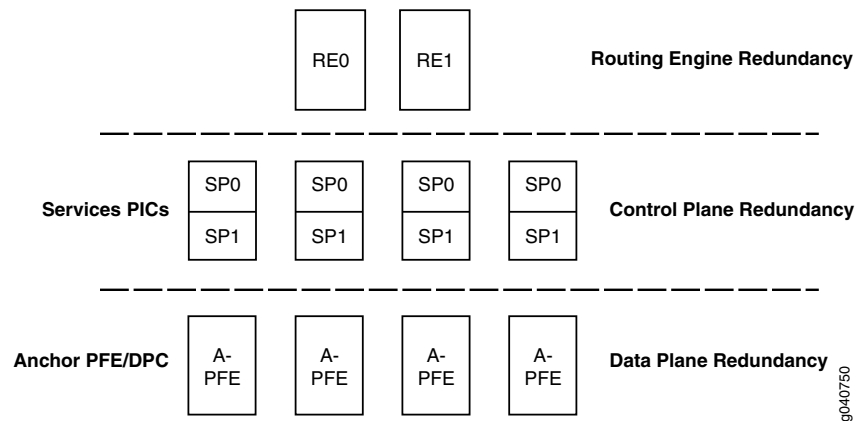 RE0 RE1 Routing Engine Redundancy
SP0 SP0 SP0 SP0
Services PICs Control Plane Redundancy
SP1 SP1 SP1 SP1
Anchor PFE/DPC A- A- A- A- Data Plane Redundancy
PFE PFE PFE PFE
g040750